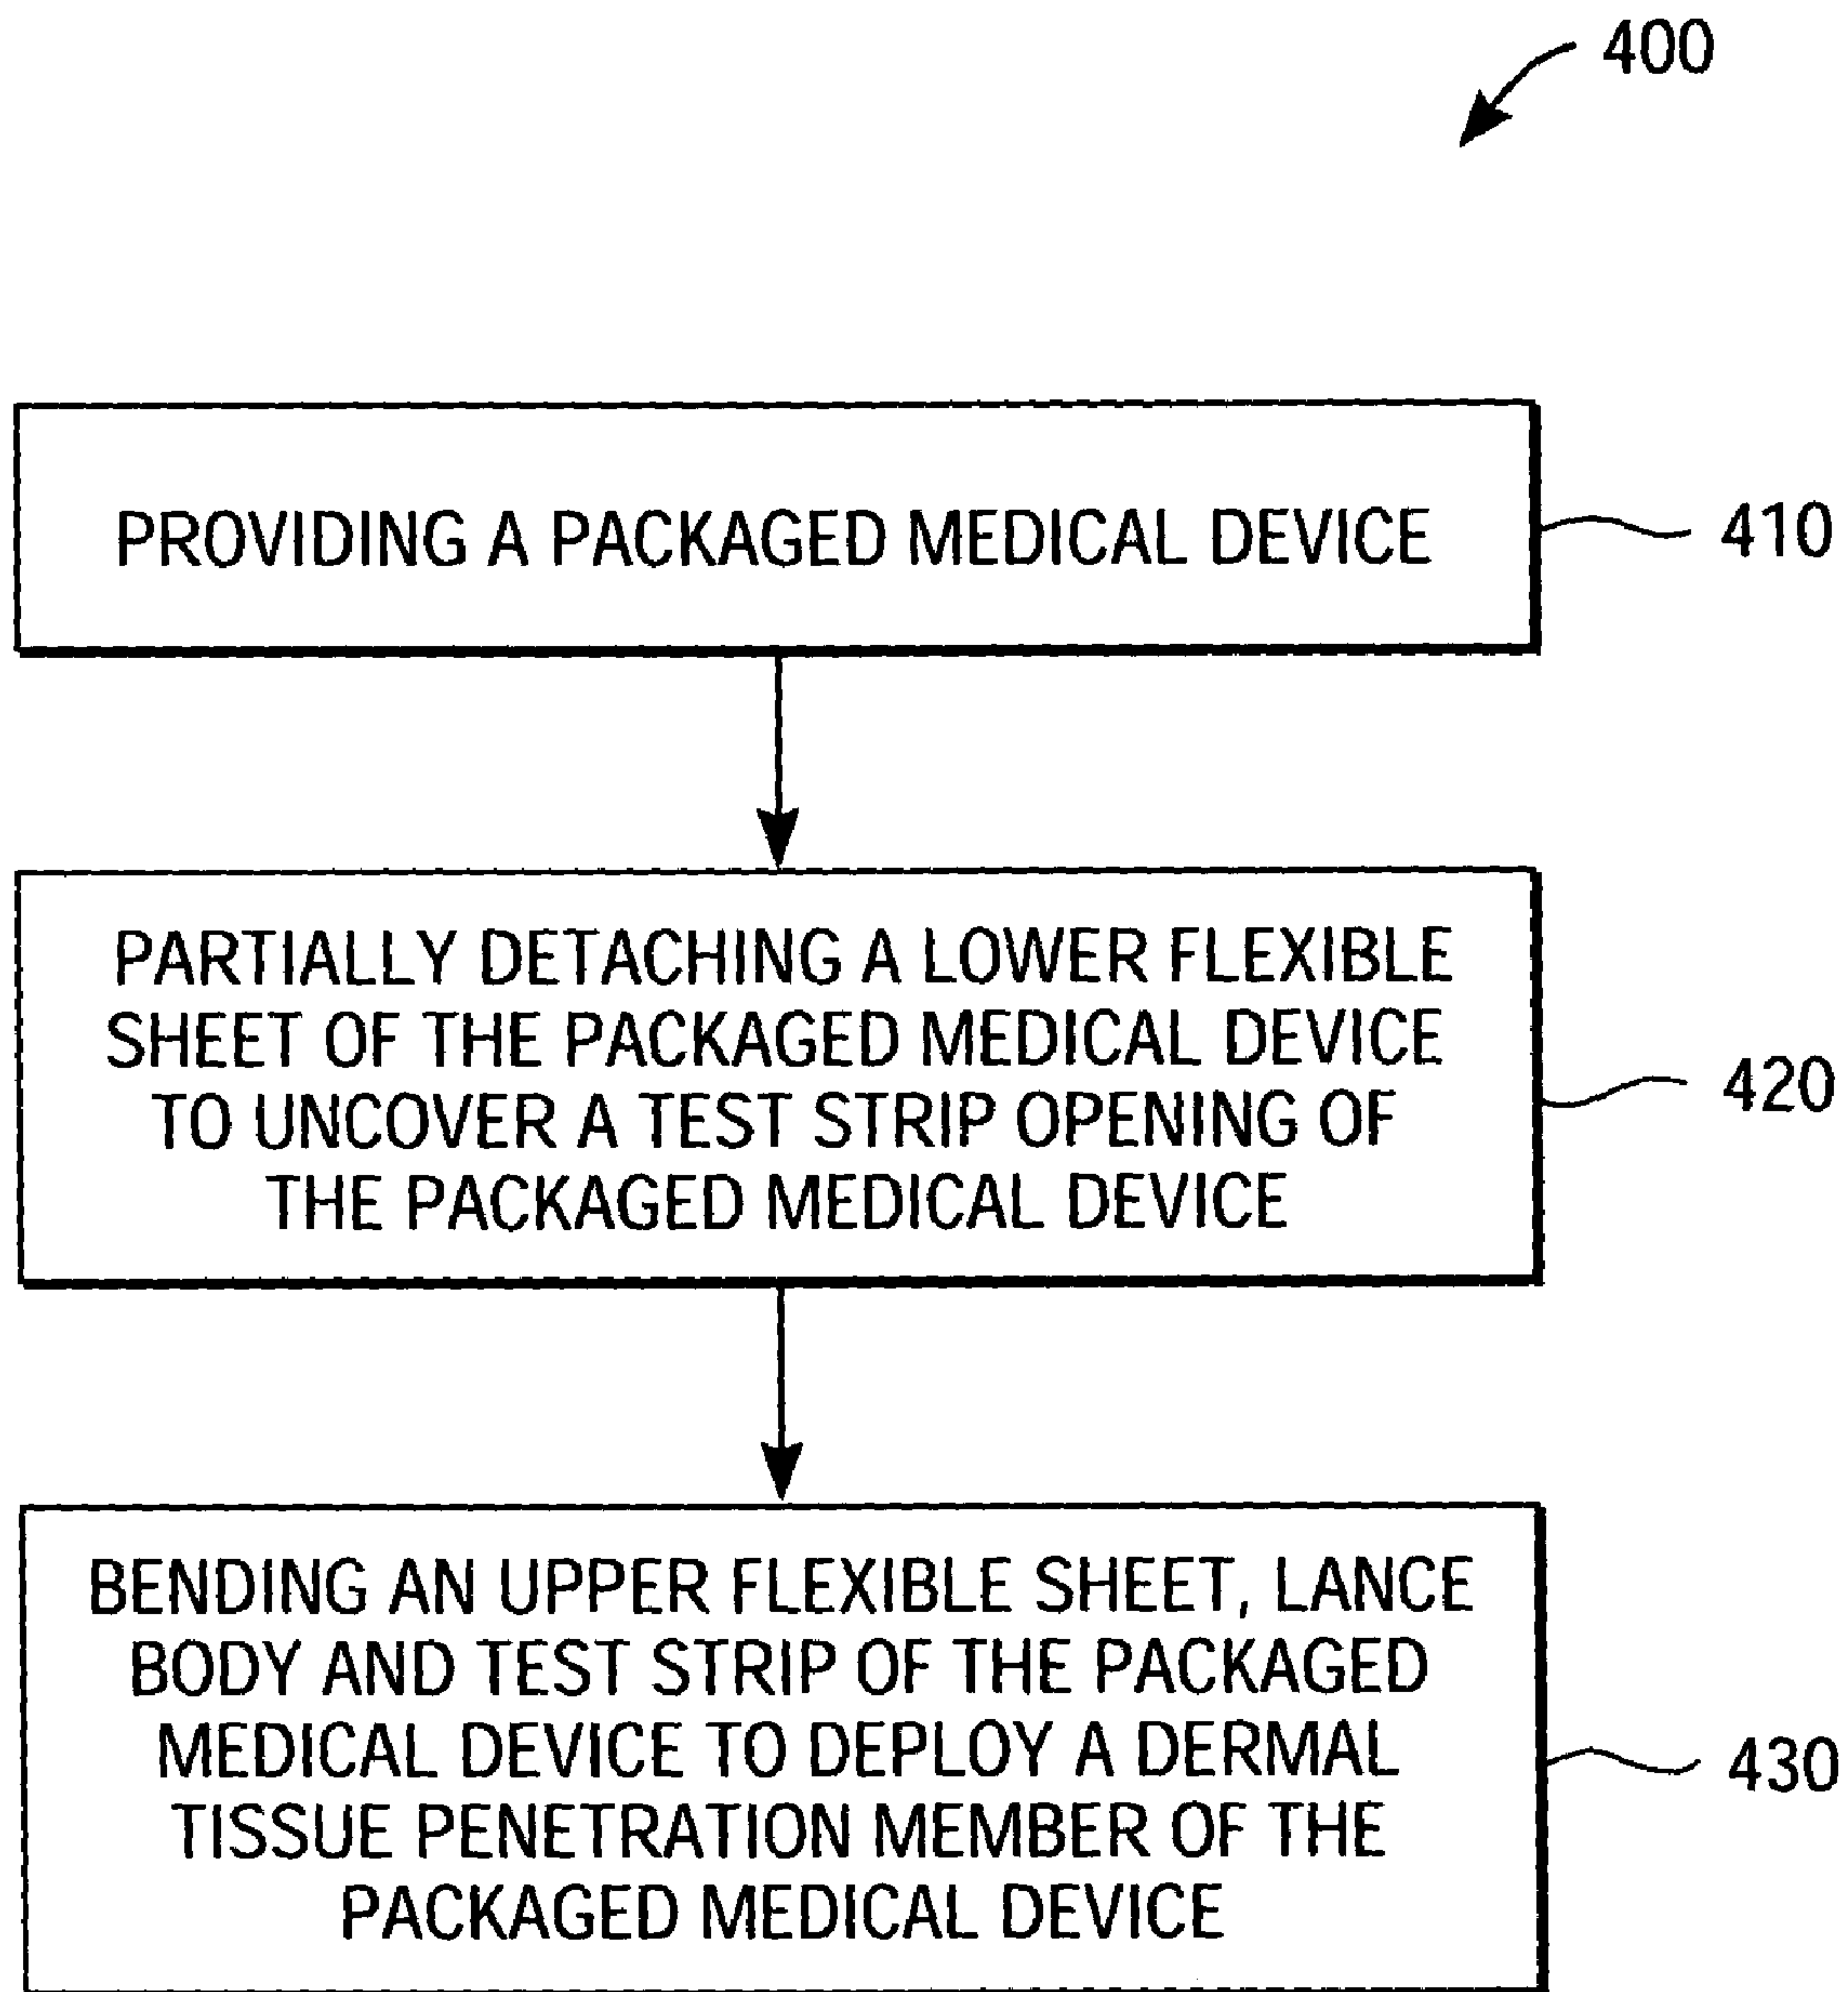 400
PROVIDING A PACKAGED MEDICAL DEVICE
410
PARTIALLY DETACHING A LOWER FLEXIBLE
SHEET OF THE PACKAGED MEDICAL DEVICE
TO UNCOVER A TEST STRIP OPENING OF
THE PACKAGED MEDICAL DEVICE
420
BENDING AN UPPER FLEXIBLE SHEET, LANCE
BODY AND TEST STRIP OF THE PACKAGED
MEDICAL DEVICE TO DEPLOY A DERMAL
TISSUE PENETRATION MEMBER OF THE
PACKAGED MEDICAL DEVICE
430